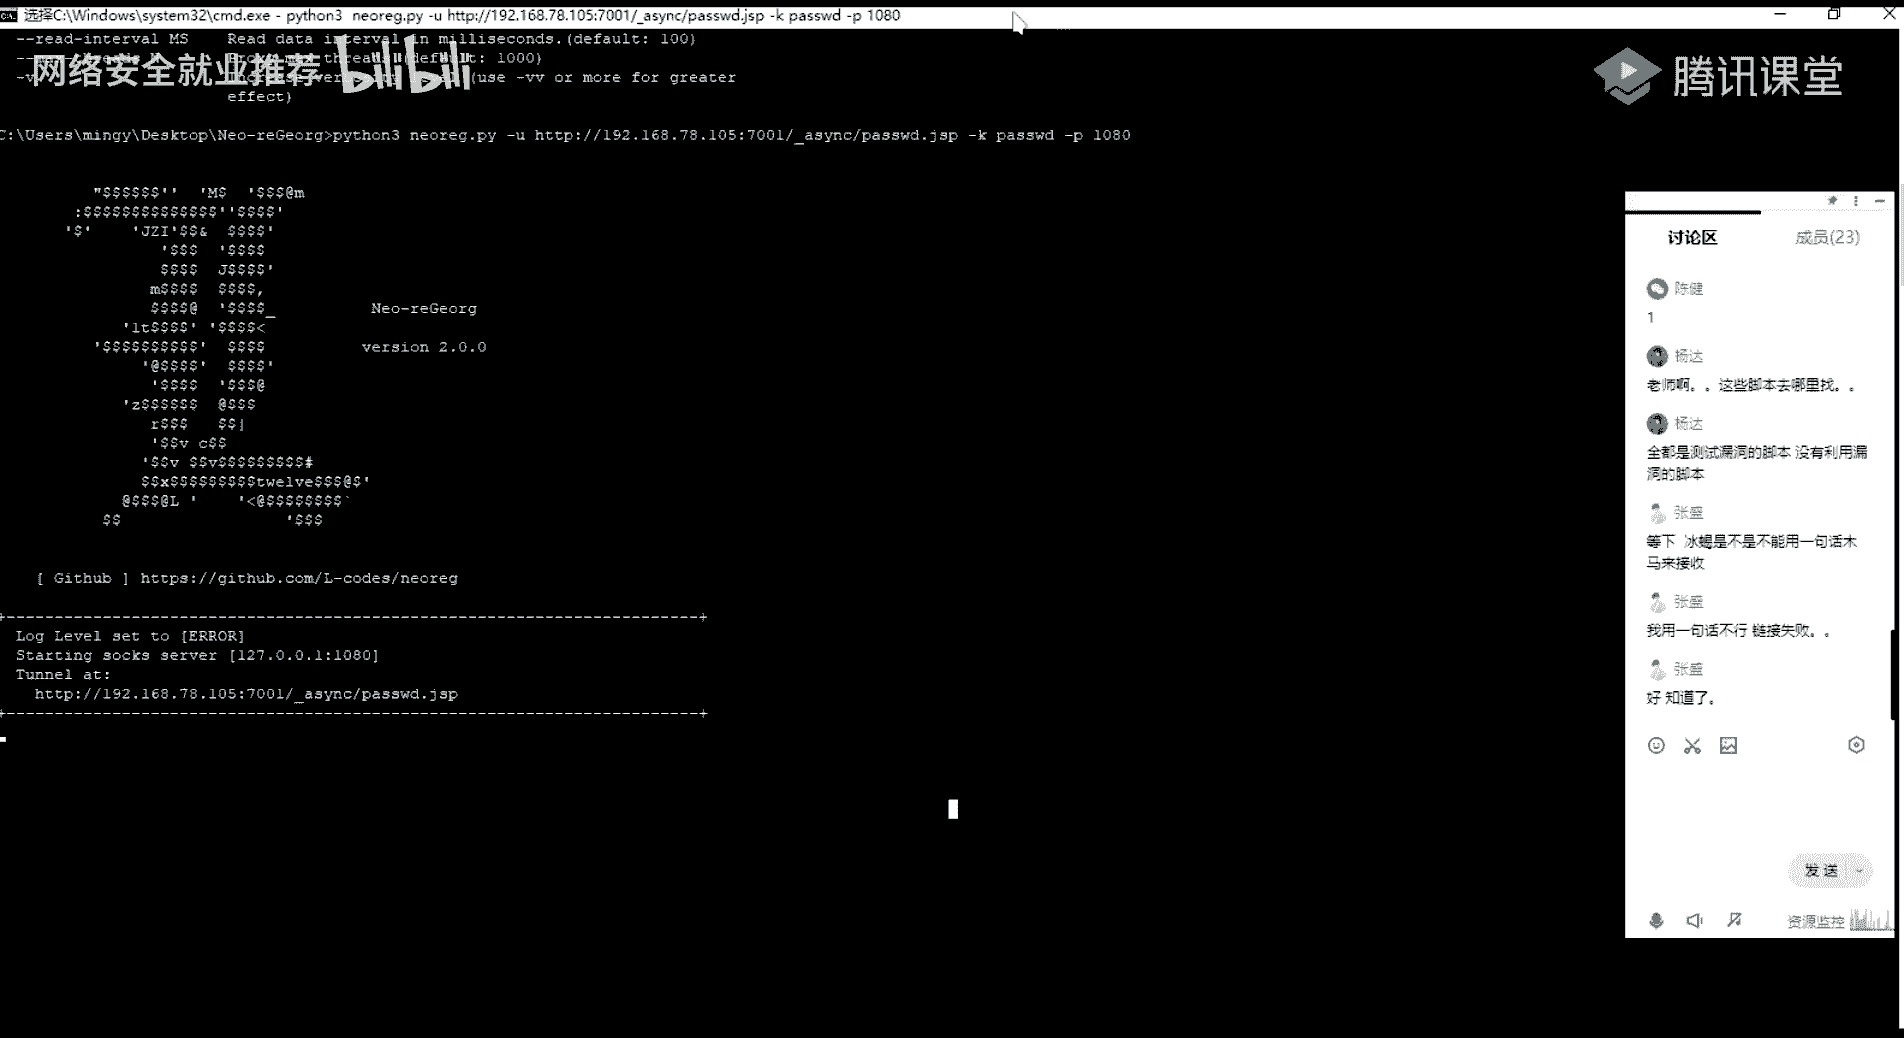 选择C:\Windows\system32\cmd.exe - python3  neoreg.py -u http://192.168.78.105:7001/_async/passwd.jsp -k passwd -p 1080
--read-interval MS    Read data interval in milliseconds.(default: 100)
threads (default: 1000)
(use -vv or more for greater
effect)
网络安全就业推荐 bilibili
腾讯课堂
C:\Users\mingy\Desktop\Neo-reGeorg>python3 neoreg.py -u http://192.168.78.105:7001/_async/passwd.jsp -k passwd -p 1080
"$$$$$$''  'M$  '$$$@m
:$$$$$$$$$$$$$$''$$$$'
'$'    'JZI'$$&  $$$$'
'$$$  '$$$$
$$$$  J$$$$'
m$$$$  $$$$,
$$$$@  '$$$$_          Neo-reGeorg
'1t$$$$' '$$$$<
'$$$$$$$$$$'  $$$$          version 2.0.0
'@$$$$'  $$$$'
'$$$$  '$$$@
'z$$$$$$  @$$$
r$$$   $$|
'$$v c$$
'$$v $$v$$$$$$$$$#
$$x$$$$$$$$$twelve$$$@$'
@$$$@L '    '<@$$$$$$$$`
$$                 '$$$
[ Github ] https://github.com/L-codes/neoreg
+------------------------------------------------------------------------+
Log Level set to [ERROR]
Starting socks server [127.0.0.1:1080]
Tunnel at:
http://192.168.78.105:7001/_async/passwd.jsp
+------------------------------------------------------------------------+
讨论区 成员(23)
陈健
1
杨达
老师啊。。这些脚本去哪里找。。
杨达
全都是测试漏洞的脚本 没有利用漏
洞的脚本
张盛
等下  冰蝎是不是不能用一句话木
马来接收
张盛
我用一句话不行 链接失败。。
张盛
好 知道了。
发送
资源监控